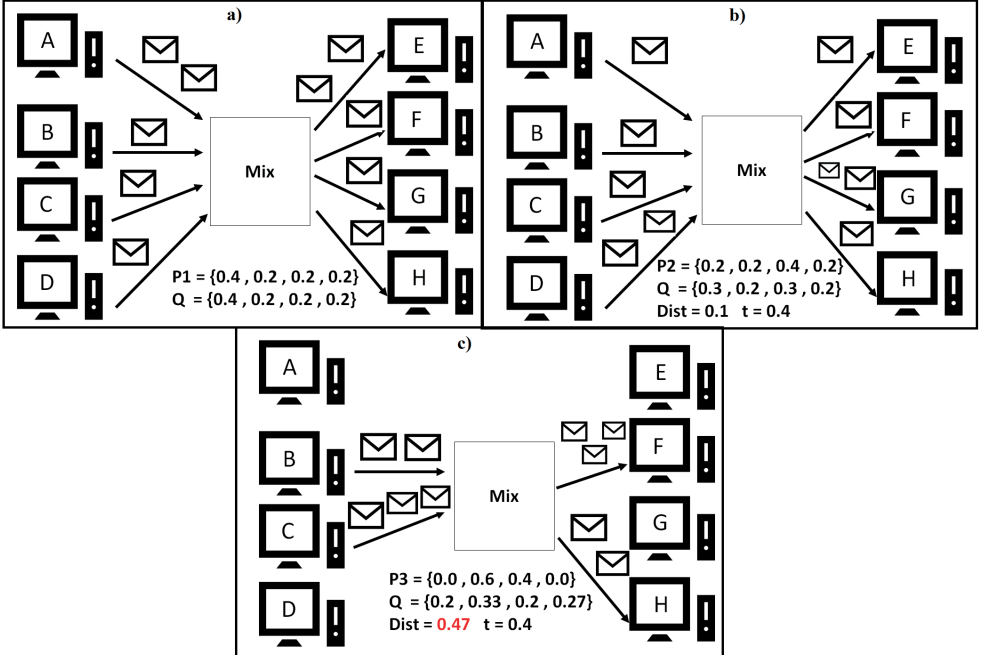 a)
A
E
B
F
Mix
C
G
D
H
P1 = {0.4 , 0.2 , 0.2 , 0.2}
Q = {0.4 , 0.2 , 0.2 , 0.2}
b)
A
E
B
F
Mix
C
G
D
H
P2 = {0.2 , 0.2 , 0.4 , 0.2}
Q = {0.3 , 0.2 , 0.3 , 0.2}
Dist = 0.1 t = 0.4
c)
A
E
B
F
Mix
C
G
D
H
P3 = {0.0 , 0.6 , 0.4 , 0.0}
Q = {0.2 , 0.33 , 0.2 , 0.27}
Dist = 0.47 t = 0.4